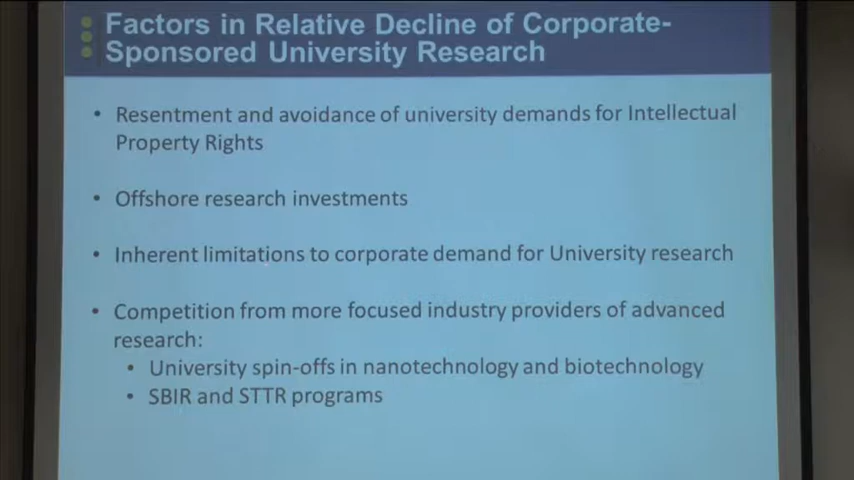 Factors in Relative Decline of Corporate-
Sponsored University Research
• Resentment and avoidance of university demands for Intellectual
Property Rights
• Offshore research investments
• Inherent limitations to corporate demand for University research
• Competition from more focused industry providers of advanced
research:
• University spin-offs in nanotechnology and biotechnology
• SBIR and STTR programs